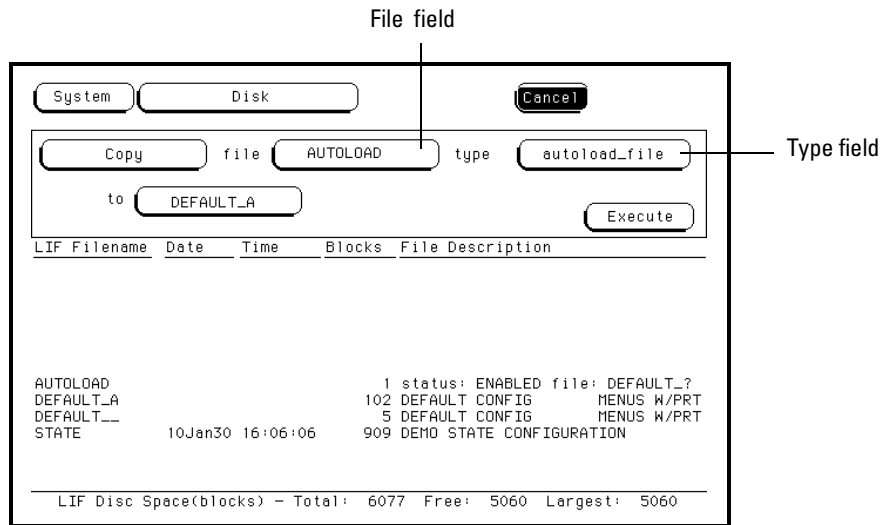 File field
System Disk Cancel
Copy file AUTOLOAD type autoload_file
Type field
to DEFAULT_A
Execute
LIF Filename Date Time Blocks File Description
AUTOLOAD 1 status: ENABLED file: DEFAULT_?
DEFAULT_A 102 DEFAULT CONFIG MENUS W/PRT
DEFAULT__ 5 DEFAULT CONFIG MENUS W/PRT
STATE 10Jan30 16:06:06 909 DEMO STATE CONFIGURATION
LIF Disc Space(blocks) - Total: 6077 Free: 5060 Largest: 5060